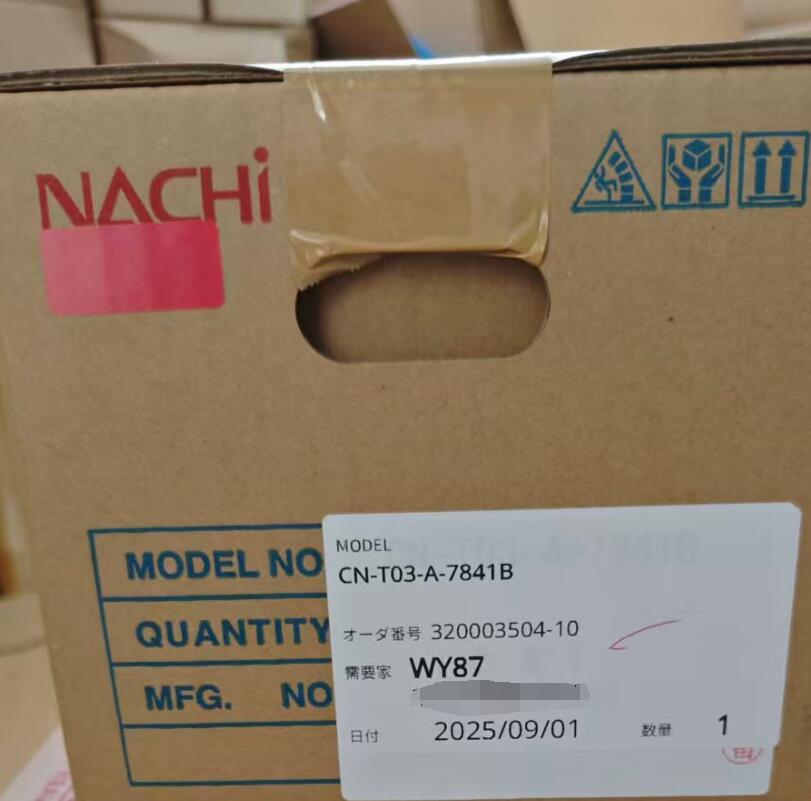 NACHi
MODEL NO
QUANTITY
MFG. NO
MODEL
CN-T03-A-7841B
オーダ番号 320003504-10
需要家 WY87
日付 2025/09/01 数量 1